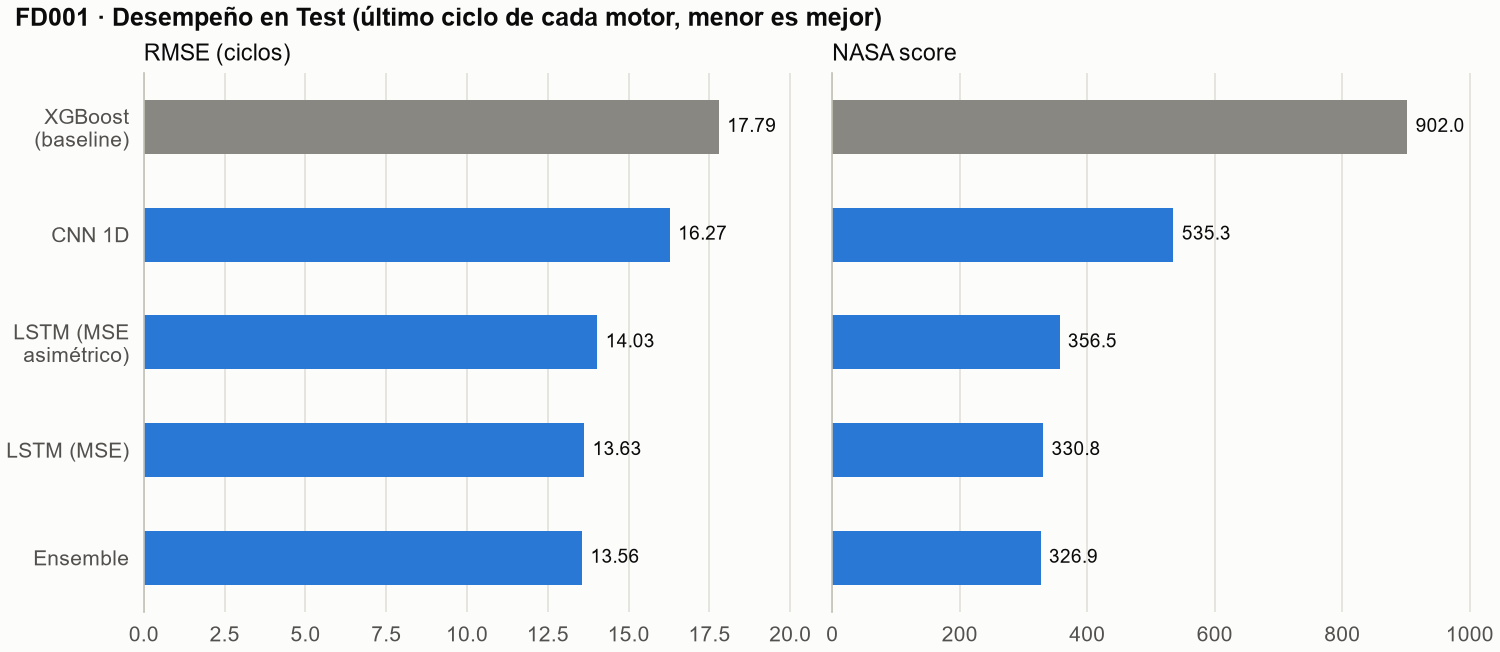 FD001 · Desempeño en Test (último ciclo de cada motor, menor es mejor)
RMSE (ciclos)
XGBoost
(baseline)
17.79
CNN 1D
16.27
LSTM (MSE
asimétrico)
14.03
LSTM (MSE)
13.63
Ensemble
13.56
0.0 2.5 5.0 7.5 10.0 12.5 15.0 17.5 20.0
NASA score
902.0
535.3
356.5
330.8
326.9
0 200 400 600 800 1000